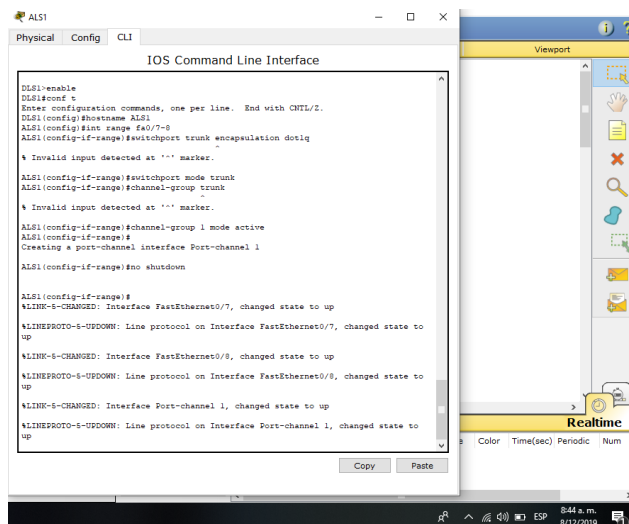 ALS1
Physical Config CLI
IOS Command Line Interface
DLS1>enable
DLS1#conf t
Enter configuration commands, one per line. End with CNTL/Z.
DLS1(config)#hostname ALS1
ALS1(config)#int range fa0/7-8
ALS1(config-if-range)#switchport trunk encapsulation dot1q
^
% Invalid input detected at '^' marker.
ALS1(config-if-range)#switchport mode trunk
ALS1(config-if-range)#channel-group trunk
^
% Invalid input detected at '^' marker.
ALS1(config-if-range)#channel-group 1 mode active
ALS1(config-if-range)#
Creating a port-channel interface Port-channel 1
ALS1(config-if-range)#no shutdown
ALS1(config-if-range)#
%LINK-5-CHANGED: Interface FastEthernet0/7, changed state to up
%LINEPROTO-5-UPDOWN: Line protocol on Interface FastEthernet0/7, changed state to
up
%LINK-5-CHANGED: Interface FastEthernet0/8, changed state to up
%LINEPROTO-5-UPDOWN: Line protocol on Interface FastEthernet0/8, changed state to
up
%LINK-5-CHANGED: Interface Port-channel 1, changed state to up
%LINEPROTO-5-UPDOWN: Line protocol on Interface Port-channel 1, changed state to
up
Copy Paste
Viewport
Realtime
Color Time(sec) Periodic Num
ESP
8:44 a. m.
8/12/2019